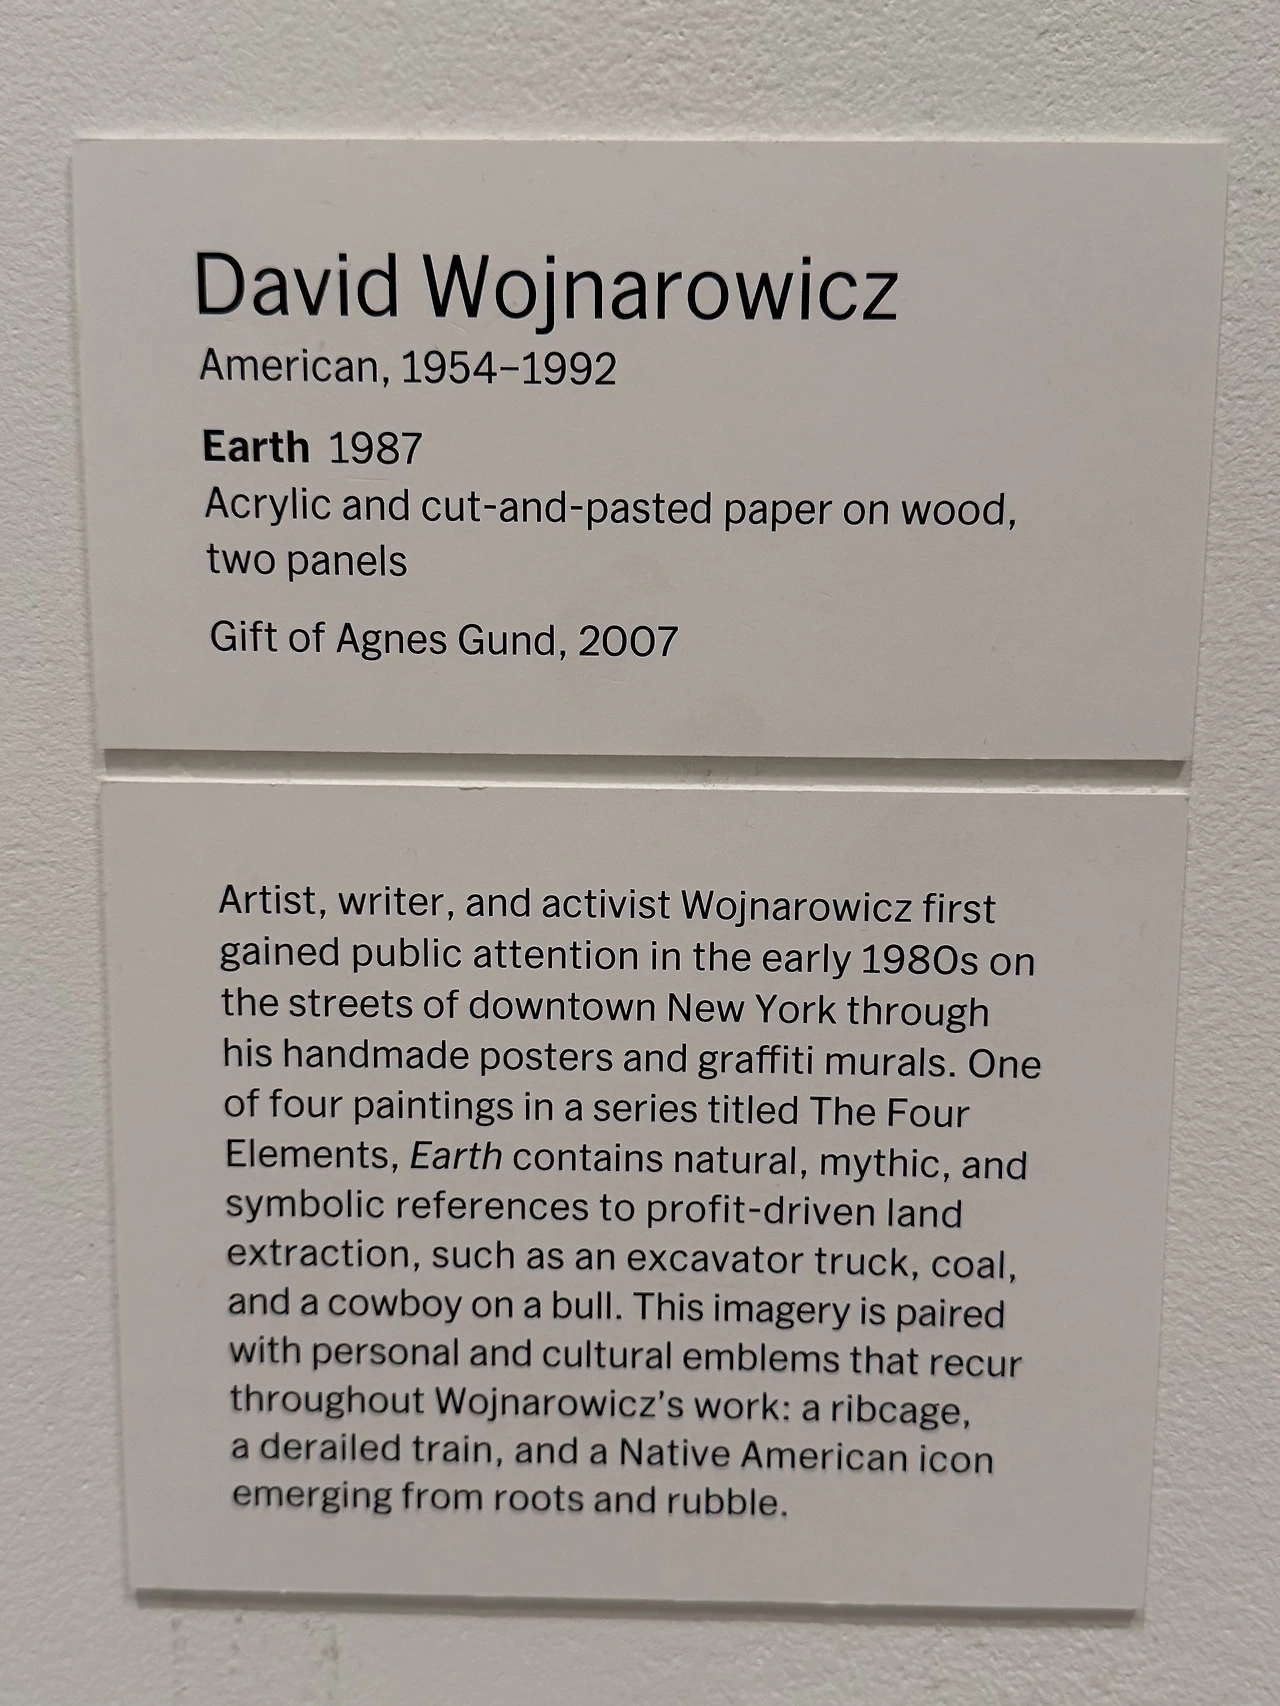 David Wojnarowicz
American, 1954–1992
Earth 1987
Acrylic and cut-and-pasted paper on wood,
two panels
Gift of Agnes Gund, 2007
Artist, writer, and activist Wojnarowicz first
gained public attention in the early 1980s on
the streets of downtown New York through
his handmade posters and graffiti murals. One
of four paintings in a series titled The Four
Elements, Earth contains natural, mythic, and
symbolic references to profit-driven land
extraction, such as an excavator truck, coal,
and a cowboy on a bull. This imagery is paired
with personal and cultural emblems that recur
throughout Wojnarowicz’s work: a ribcage,
a derailed train, and a Native American icon
emerging from roots and rubble.